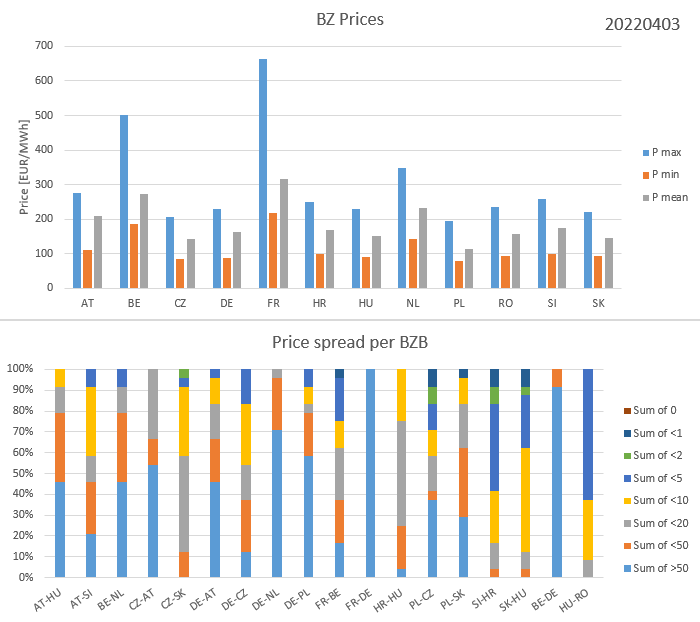 BZ Prices
20220403
Price [EUR/MWh]
700
600
500
400
300
200
100
0
AT BE CZ DE FR HR HU NL PL RO SI SK
P max
P min
P mean
Price spread per BZB
100%
90%
80%
70%
60%
50%
40%
30%
20%
10%
0%
AT-HU AT-SI BE-NL CZ-AT CZ-SK DE-AT DE-CZ DE-NL DE-PL FR-BE FR-DE HR-HU PL-CZ PL-SK SI-HR SK-HU BE-DE HU-RO
Sum of 0
Sum of <1
Sum of <2
Sum of <5
Sum of <10
Sum of <20
Sum of <50
Sum of >50